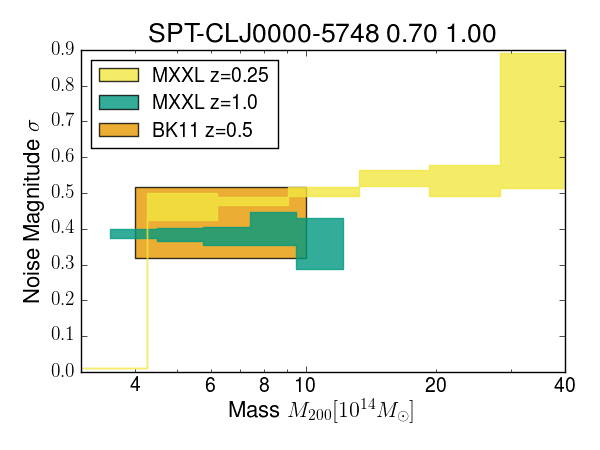 SPT-CLJ0000-5748 0.70 1.00
MXXL z=0.25
MXXL z=1.0
BK11 z=0.5
Noise Magnitude σ
0.9
0.8
0.7
0.6
0.5
0.4
0.3
0.2
0.1
0.0
4 6 8 10 20 40
Mass M₂₀₀[10¹⁴M☉]